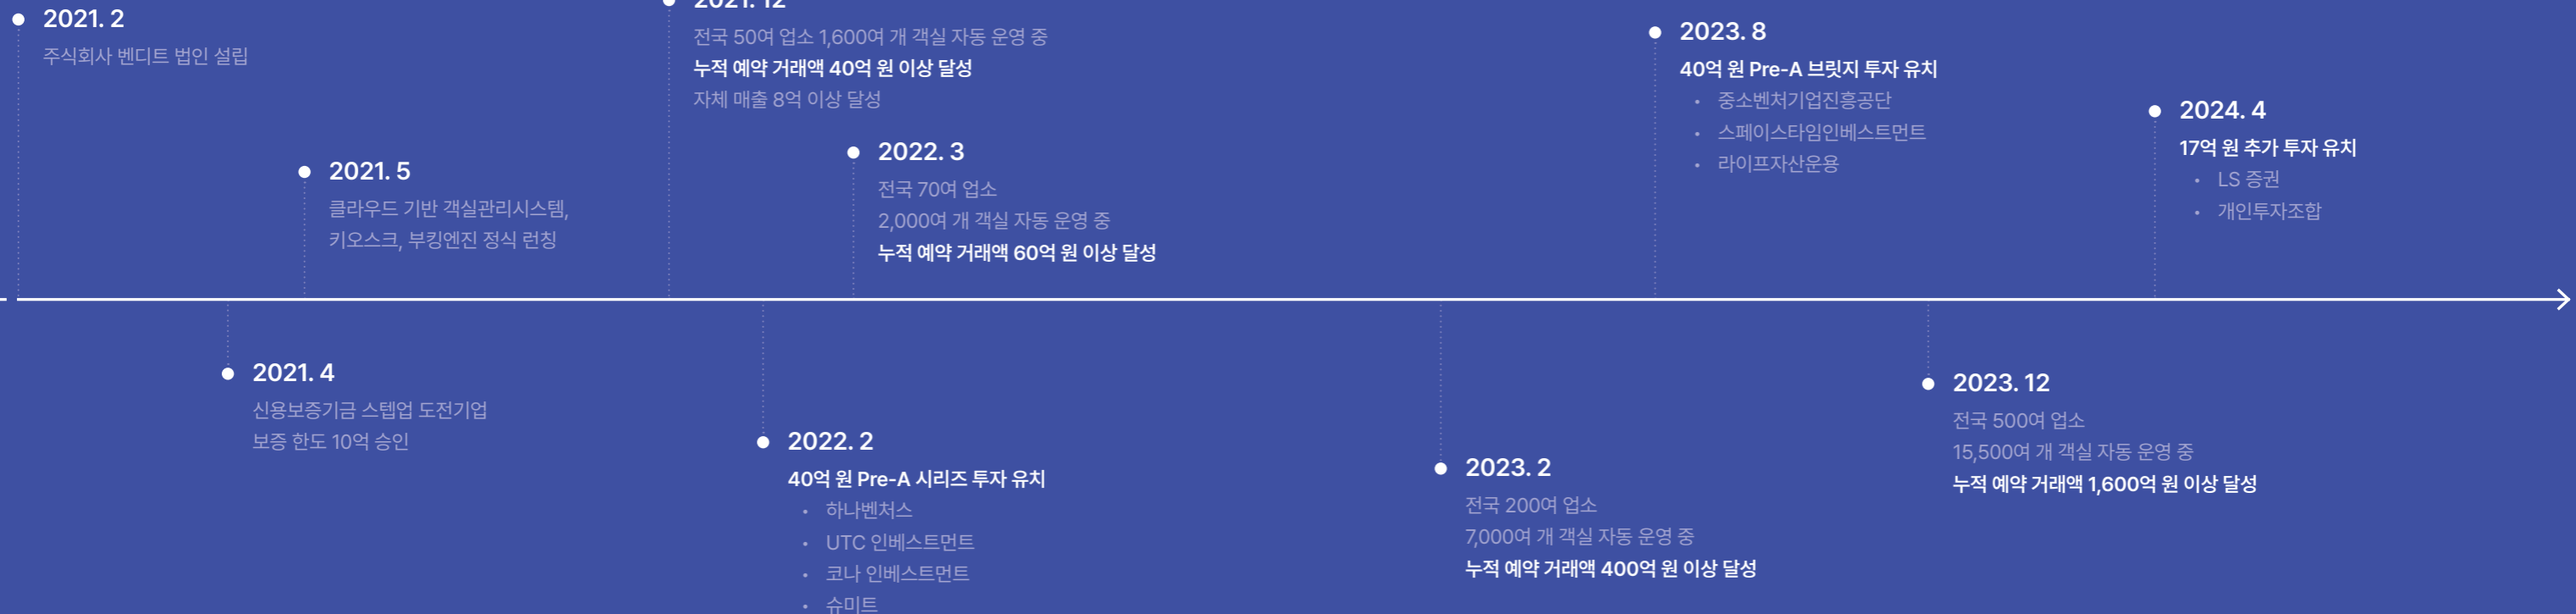 2021. 2
주식회사 벤디트 법인 설립
2021. 4
신용보증기금 스텝업 도전기업
보증 한도 10억 승인
2021. 5
클라우드 기반 객실관리시스템,
키오스크, 부킹엔진 정식 런칭
2021. 12
전국 50여 업소 1,600여 개 객실 자동 운영 중
누적 예약 거래액 40억 원 이상 달성
자체 매출 8억 이상 달성
2022. 2
40억 원 Pre-A 시리즈 투자 유치
• 하나벤처스
• UTC 인베스트먼트
• 코나 인베스트먼트
• 슈미트
2022. 3
전국 70여 업소
2,000여 개 객실 자동 운영 중
누적 예약 거래액 60억 원 이상 달성
2023. 2
전국 200여 업소
7,000여 개 객실 자동 운영 중
누적 예약 거래액 400억 원 이상 달성
2023. 8
40억 원 Pre-A 브릿지 투자 유치
• 중소벤처기업진흥공단
• 스페이스타임인베스트먼트
• 라이프자산운용
2023. 12
전국 500여 업소
15,500여 개 객실 자동 운영 중
누적 예약 거래액 1,600억 원 이상 달성
2024. 4
17억 원 추가 투자 유치
• LS 증권
• 개인투자조합